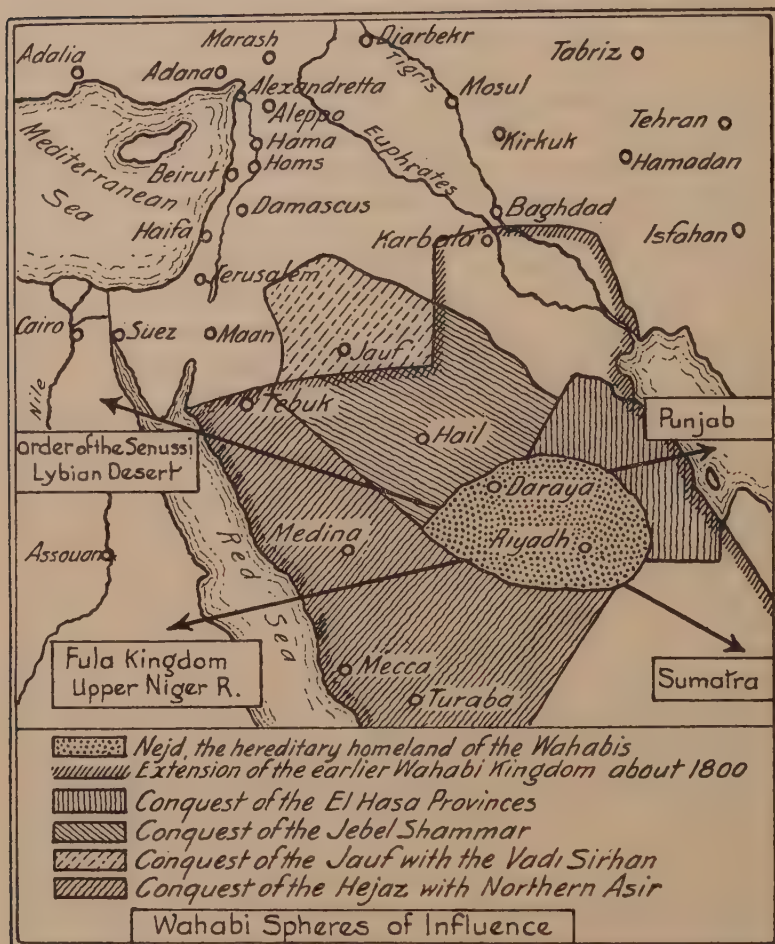 Marash
Djarbekr
Tabriz
Adalia
Adana
Tigris
Alexandretta
Mosul
Aleppo
Tehran
Mediterranean
Sea
Hama
Kirkuk
Homs
Euphrates
Hamadan
Beirut
Damascus
Baghdad
Haifa
Karbala
Isfahan
Jerusalem
Cairo
Suez
Maan
Jauf
Nile
Tebuk
Punjab
Hail
order of the Senussi
Lybian Desert
Daraya
Medina
Riyadh
Assouan
Red
Sea
Fula Kingdom
Upper Niger R.
Mecca
Sumatra
Turaba
Nejd, the hereditary homeland of the Wahabis
Extension of the earlier Wahabi Kingdom about 1800
Conquest of the El Hasa Provinces
Conquest of the Jebel Shammar
Conquest of the Jauf with the Vadi Sirhan
Conquest of the Hejaz with Northern Asir
Wahabi Spheres of Influence